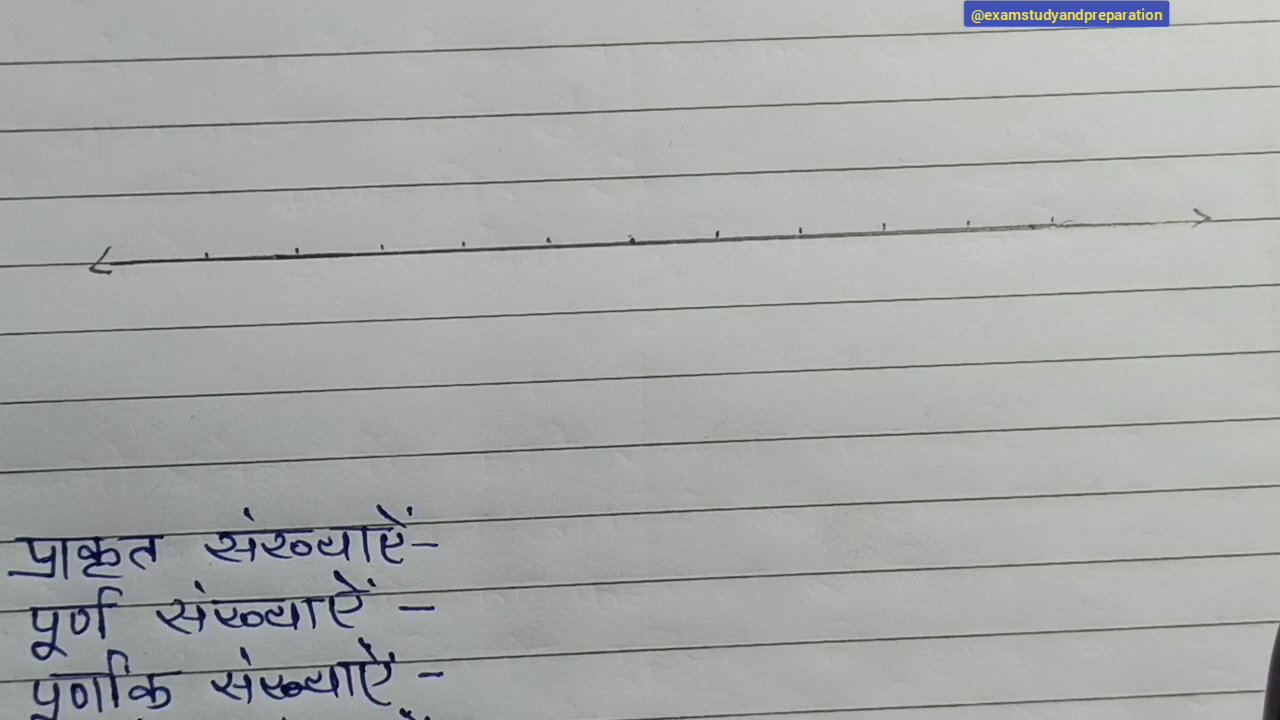 @examstudyandpreparation
प्राकृत संख्याऐं-
पूर्ण संख्याऐं -
पूर्णांक संख्याऐं -